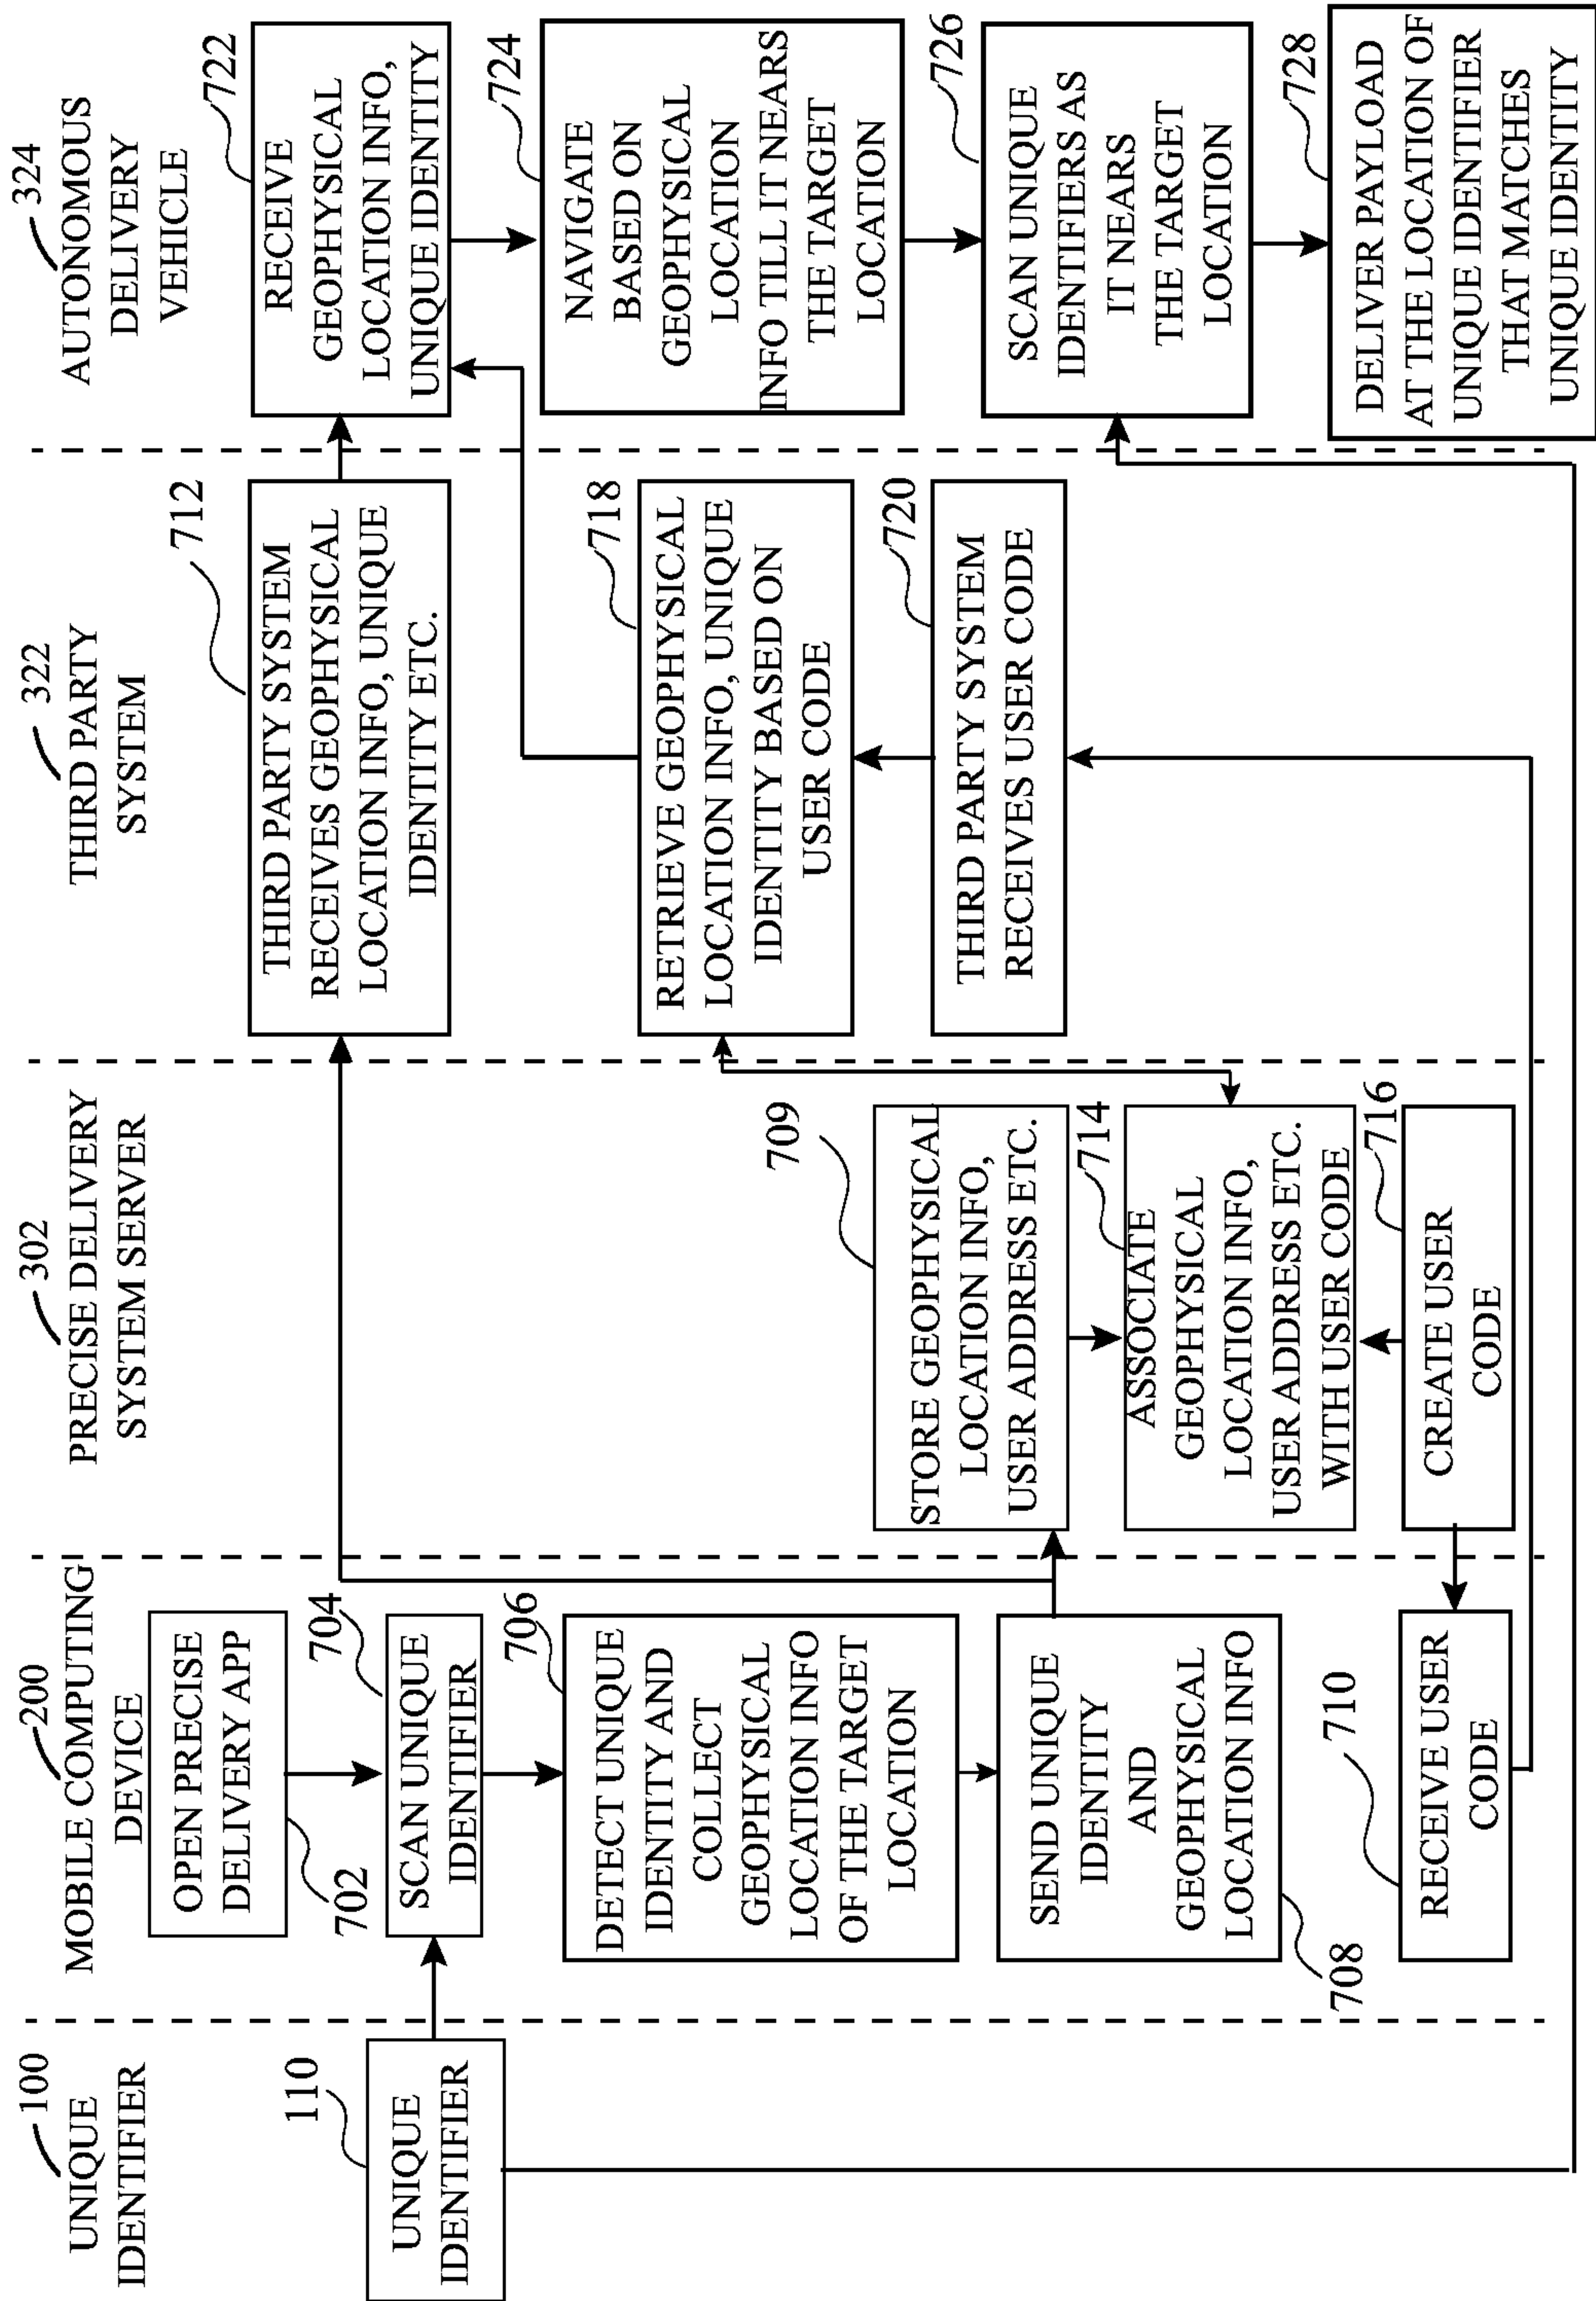 100
UNIQUE
IDENTIFIER
110
UNIQUE
IDENTIFIER
200
MOBILE COMPUTING
DEVICE
OPEN PRECISE
DELIVERY APP
702
704
SCAN UNIQUE
IDENTIFIER
706
DETECT UNIQUE
IDENTITY AND
COLLECT
GEOPHYSICAL
LOCATION INFO
OF THE TARGET
LOCATION
SEND UNIQUE
IDENTITY
AND
GEOPHYSICAL
LOCATION INFO
708
710
RECEIVE USER
CODE
302
PRECISE DELIVERY
SYSTEM SERVER
709
STORE GEOPHYSICAL
LOCATION INFO,
USER ADDRESS ETC.
714
ASSOCIATE
GEOPHYSICAL
LOCATION INFO,
USER ADDRESS ETC.
WITH USER CODE
716
CREATE USER
CODE
322
THIRD PARTY
SYSTEM
712
THIRD PARTY SYSTEM
RECEIVES GEOPHYSICAL
LOCATION INFO, UNIQUE
IDENTITY ETC.
718
RETRIEVE GEOPHYSICAL
LOCATION INFO, UNIQUE
IDENTITY BASED ON
USER CODE
720
THIRD PARTY SYSTEM
RECEIVES USER CODE
324
AUTONOMOUS
DELIVERY
VEHICLE
722
RECEIVE
GEOPHYSICAL
LOCATION INFO,
UNIQUE IDENTITY
724
NAVIGATE
BASED ON
GEOPHYSICAL
LOCATION
INFO TILL IT NEARS
THE TARGET
LOCATION
726
SCAN UNIQUE
IDENTIFIERS AS
IT NEARS
THE TARGET
LOCATION
728
DELIVER PAYLOAD
AT THE LOCATION OF
UNIQUE IDENTIFIER
THAT MATCHES
UNIQUE IDENTITY